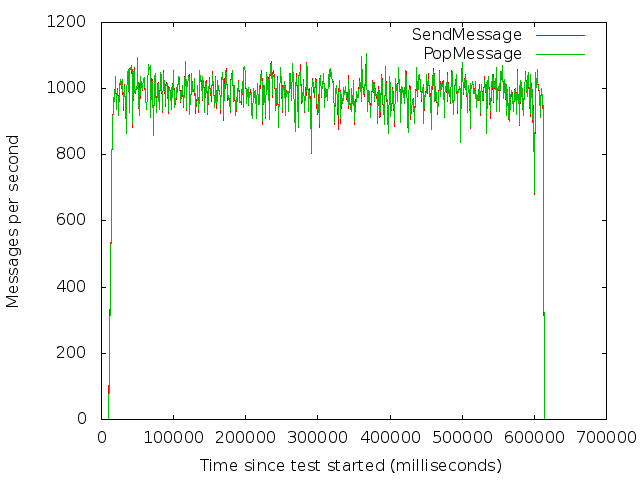 1200
1000
800
600
400
200
0
SendMessage
PopMessage
Messages per second
0 100000 200000 300000 400000 500000 600000 700000
Time since test started (milliseconds)